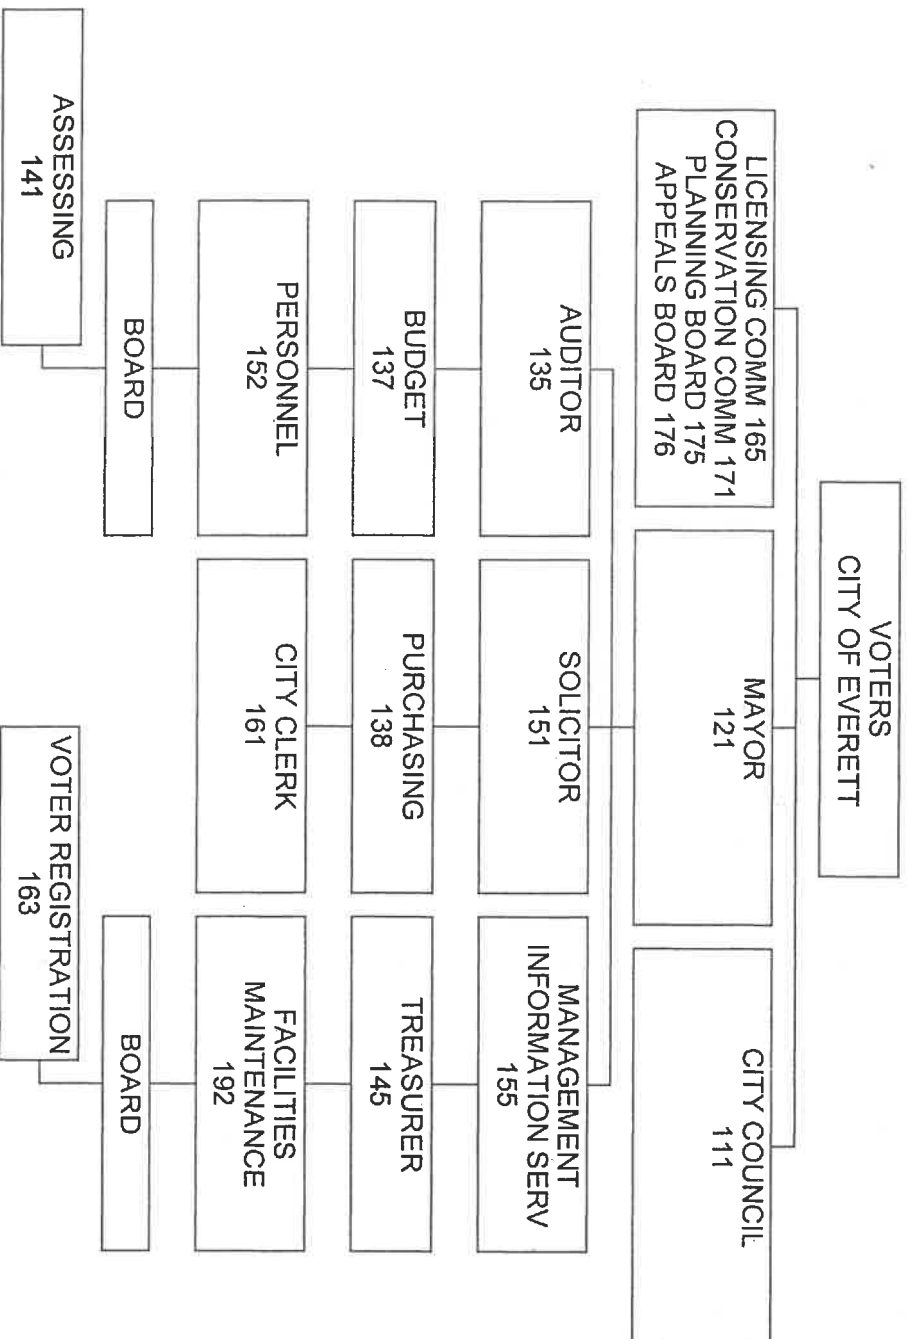 VOTERS
CITY OF EVERETT
LICENSING COMM 165
CONSERVATION COMM 171
PLANNING BOARD 175
APPEALS BOARD 176
MAYOR
121
CITY COUNCIL
111
AUDITOR
135
SOLICITOR
151
MANAGEMENT
INFORMATION SERV
155
BUDGET
137
PURCHASING
138
TREASURER
145
PERSONNEL
152
CITY CLERK
161
FACILITIES
MAINTENANCE
192
BOARD
BOARD
ASSESSING
141
VOTER REGISTRATION
163